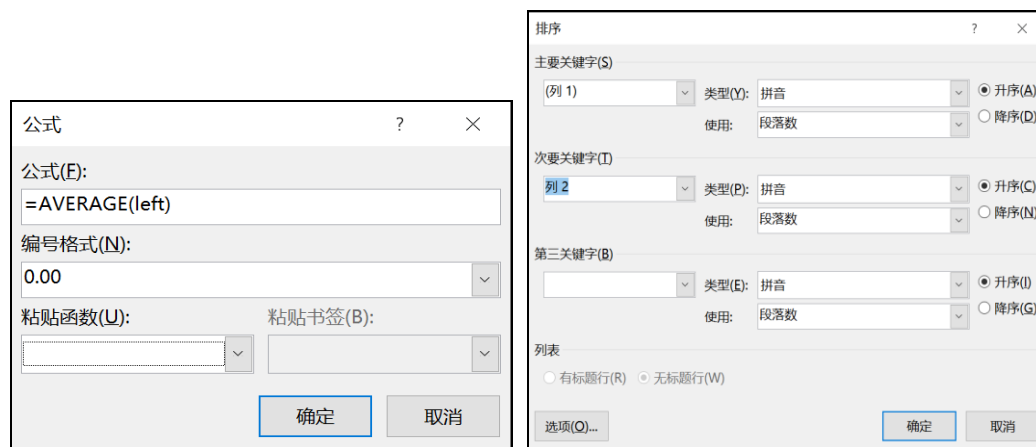 公式 ?
公式(F):
=AVERAGE(left)
编号格式(N):
0.00
粘贴函数(U): 粘贴书签(B):
确定 取消
排序 ?
主要关键字(S)
(列 1) 类型(Y): 拼音 升序(A)
使用: 段落数 降序(D)
次要关键字(T)
列 2 类型(P): 拼音 升序(C)
使用: 段落数 降序(N)
第三关键字(B)
类型(E): 拼音 升序(I)
使用: 段落数 降序(G)
列表
有标题行(R) 无标题行(W)
选项(O)... 确定 取消